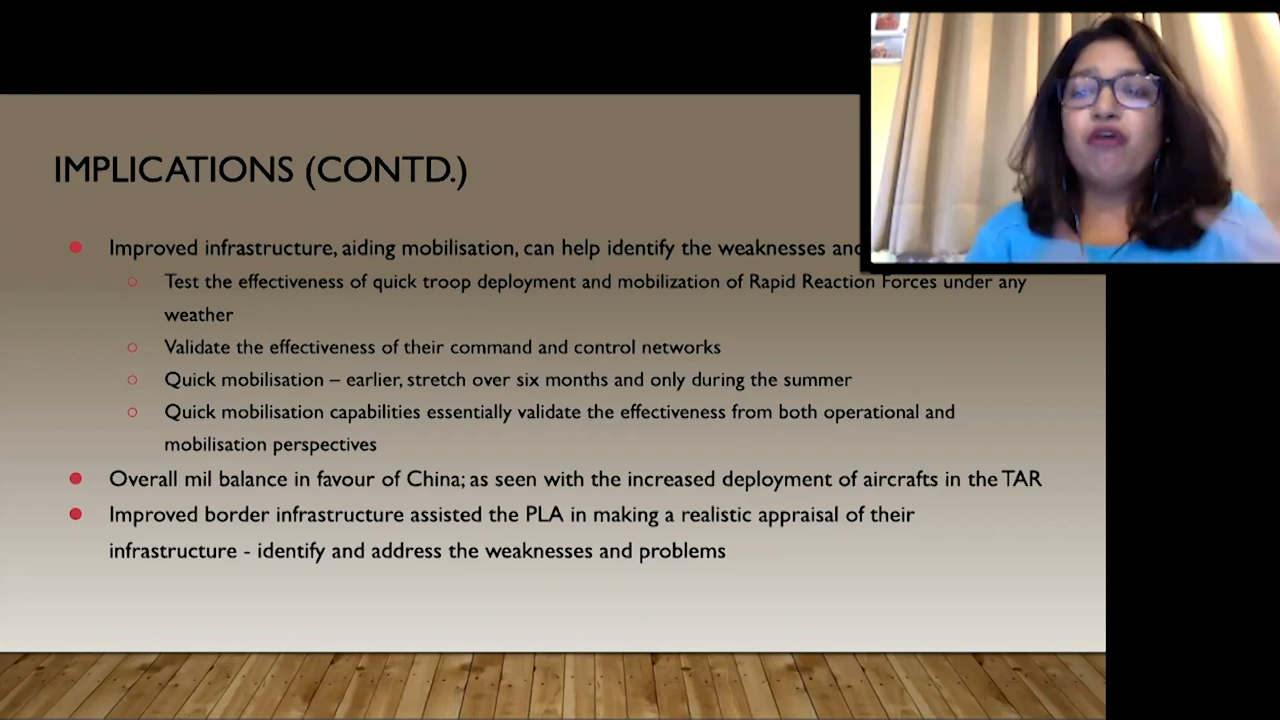 IMPLICATIONS (CONTD.)
Improved infrastructure, aiding mobilisation, can help identify the weaknesses and
Test the effectiveness of quick troop deployment and mobilization of Rapid Reaction Forces under any
weather
Validate the effectiveness of their command and control networks
Quick mobilisation – earlier, stretch over six months and only during the summer
Quick mobilisation capabilities essentially validate the effectiveness from both operational and
mobilisation perspectives
Overall mil balance in favour of China; as seen with the increased deployment of aircrafts in the TAR
Improved border infrastructure assisted the PLA in making a realistic appraisal of their
infrastructure - identify and address the weaknesses and problems